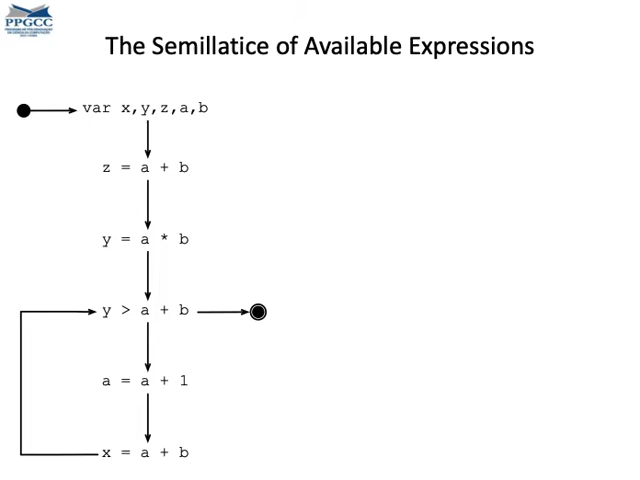 PPGCC
The Semillatice of Available Expressions
var x,y,z,a,b
z = a + b
y = a * b
y > a + b
a = a + 1
x = a + b